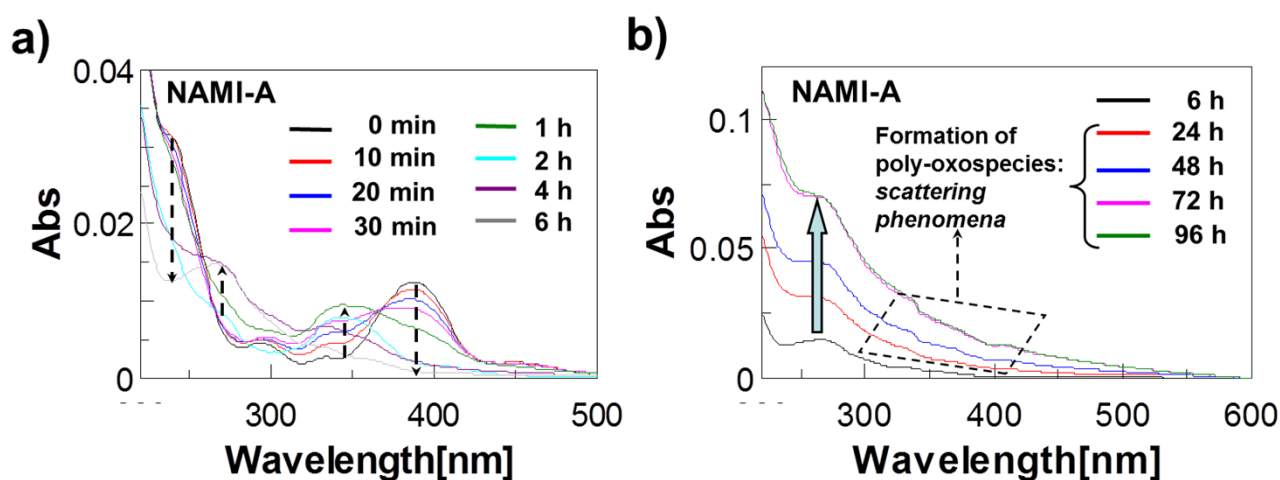 a)
NAMI-A
0 min
10 min
20 min
30 min
1 h
2 h
4 h
6 h
0.04
0.02
0
Abs
300
400
500
Wavelength[nm]
b)
NAMI-A
Formation of
poly-oxospecies:
scattering
phenomena
6 h
24 h
48 h
72 h
96 h
0.1
0.05
0
Abs
300
400
500
600
Wavelength[nm]